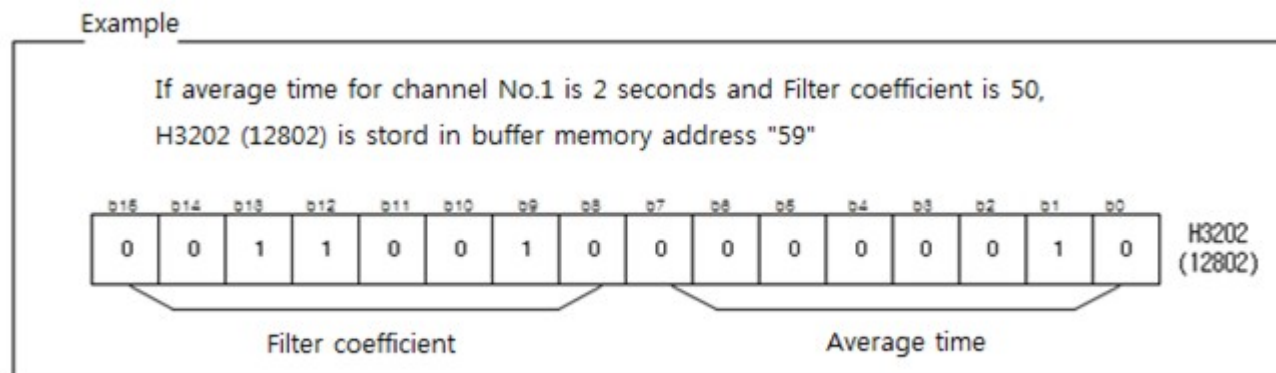 Example
If average time for channel No.1 is 2 seconds and Filter coefficient is 50,
H3202 (12802) is stord in buffer memory address "59"
b15 b14 b13 b12 b11 b10 b9 b8 b7 b6 b5 b4 b3 b2 b1 b0
0 0 1 1 0 0 1 0 0 0 0 0 0 0 1 0 H3202
(12802)
Filter coefficient Average time